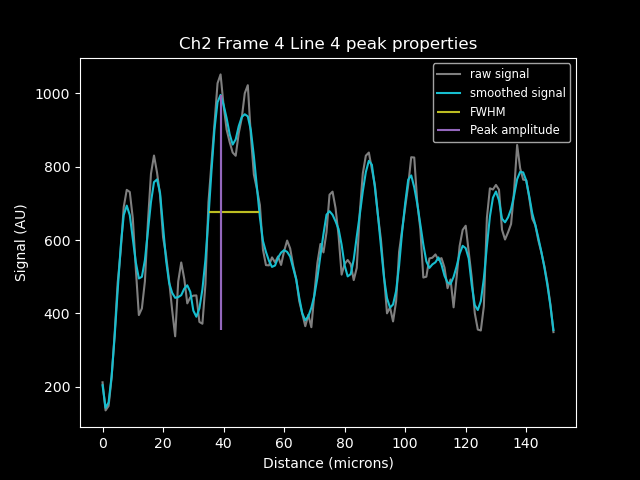 Ch2 Frame 4 Line 4 peak properties
raw signal
smoothed signal
FWHM
Peak amplitude
Signal (AU)
1000
800
600
400
200
0 20 40 60 80 100 120 140
Distance (microns)